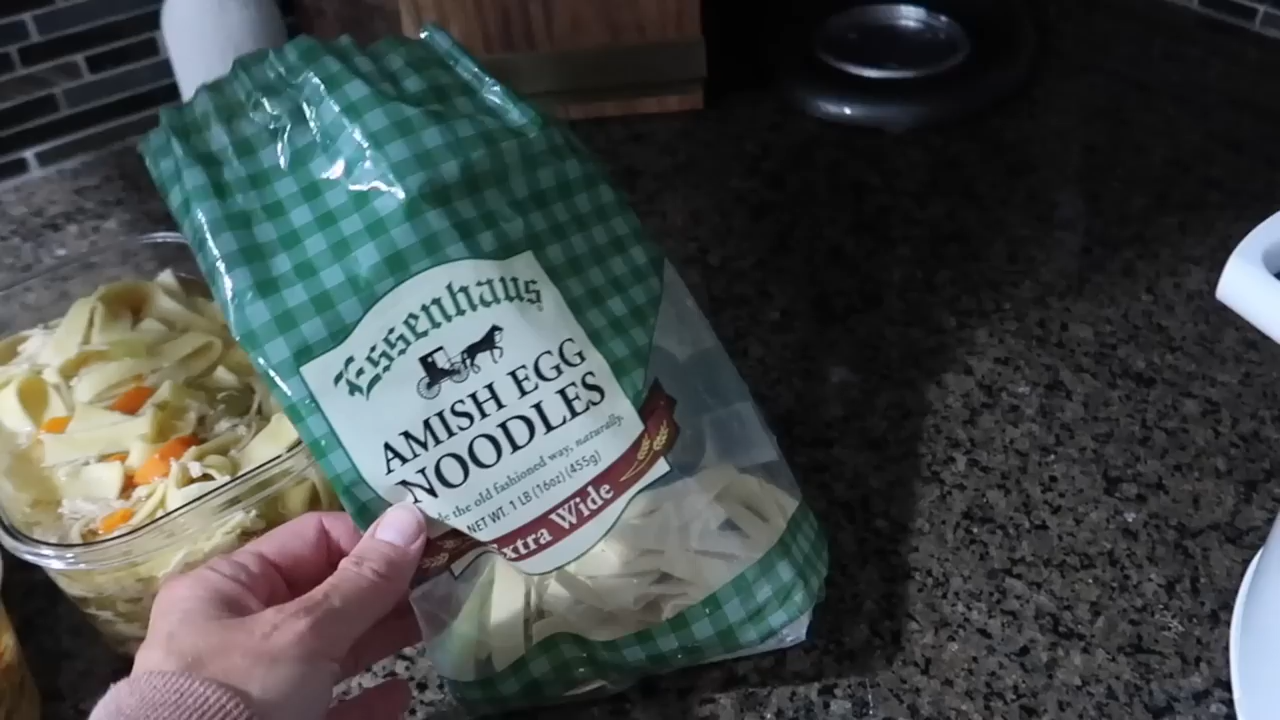 Essenhaus
AMISH EGG
NOODLES
the old fashioned way, naturally.
NET WT. 1 LB (16oz) (455g)
Extra Wide